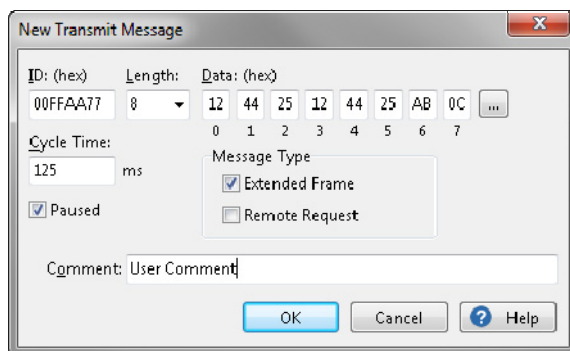 New Transmit Message
ID: (hex) Length: Data: (hex)
00FFAA77 8 12 44 25 12 44 25 AB 0C ...
0 1 2 3 4 5 6 7
Cycle Time:
125 ms
Message Type
Extended Frame
Paused
Remote Request
Comment: User Comment
OK Cancel ? Help